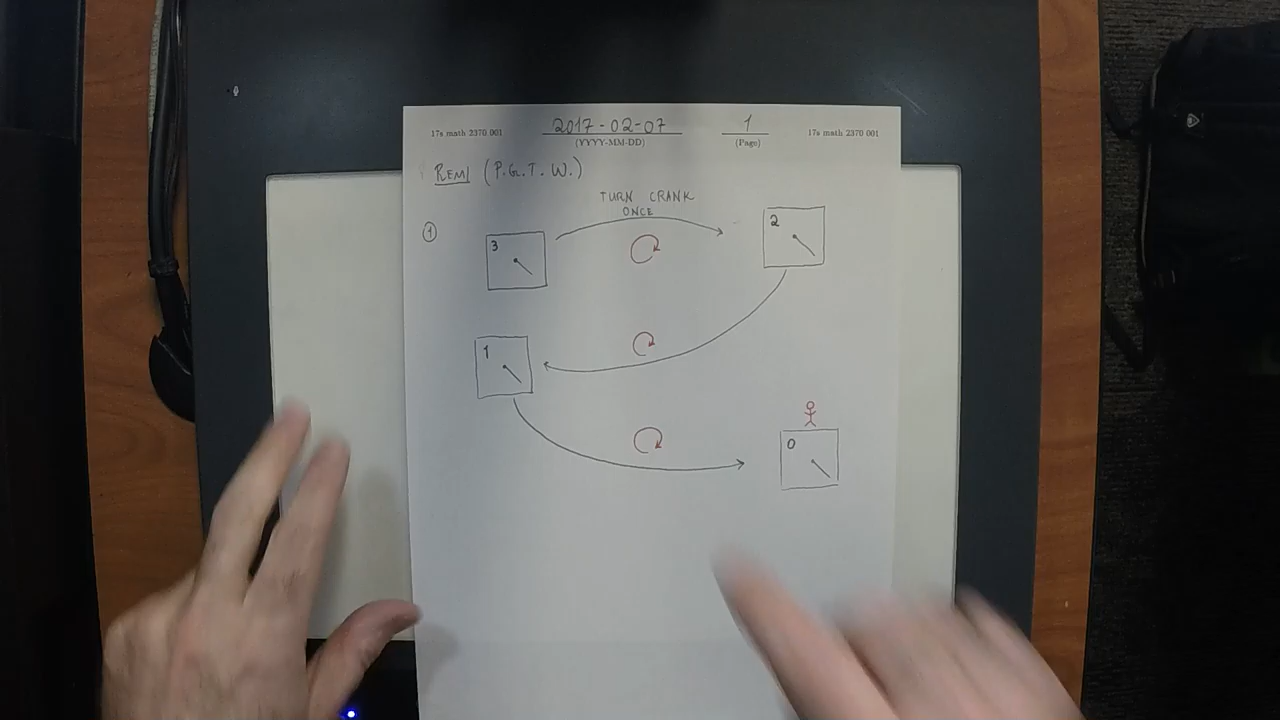 17s math 2370 001 2017-02-07 1 17s math 2370 001
(YYYY-MM-DD) (Page)
REM (P.G.T.W.)
TURN CRANK
ONCE
1
3
2
1
0